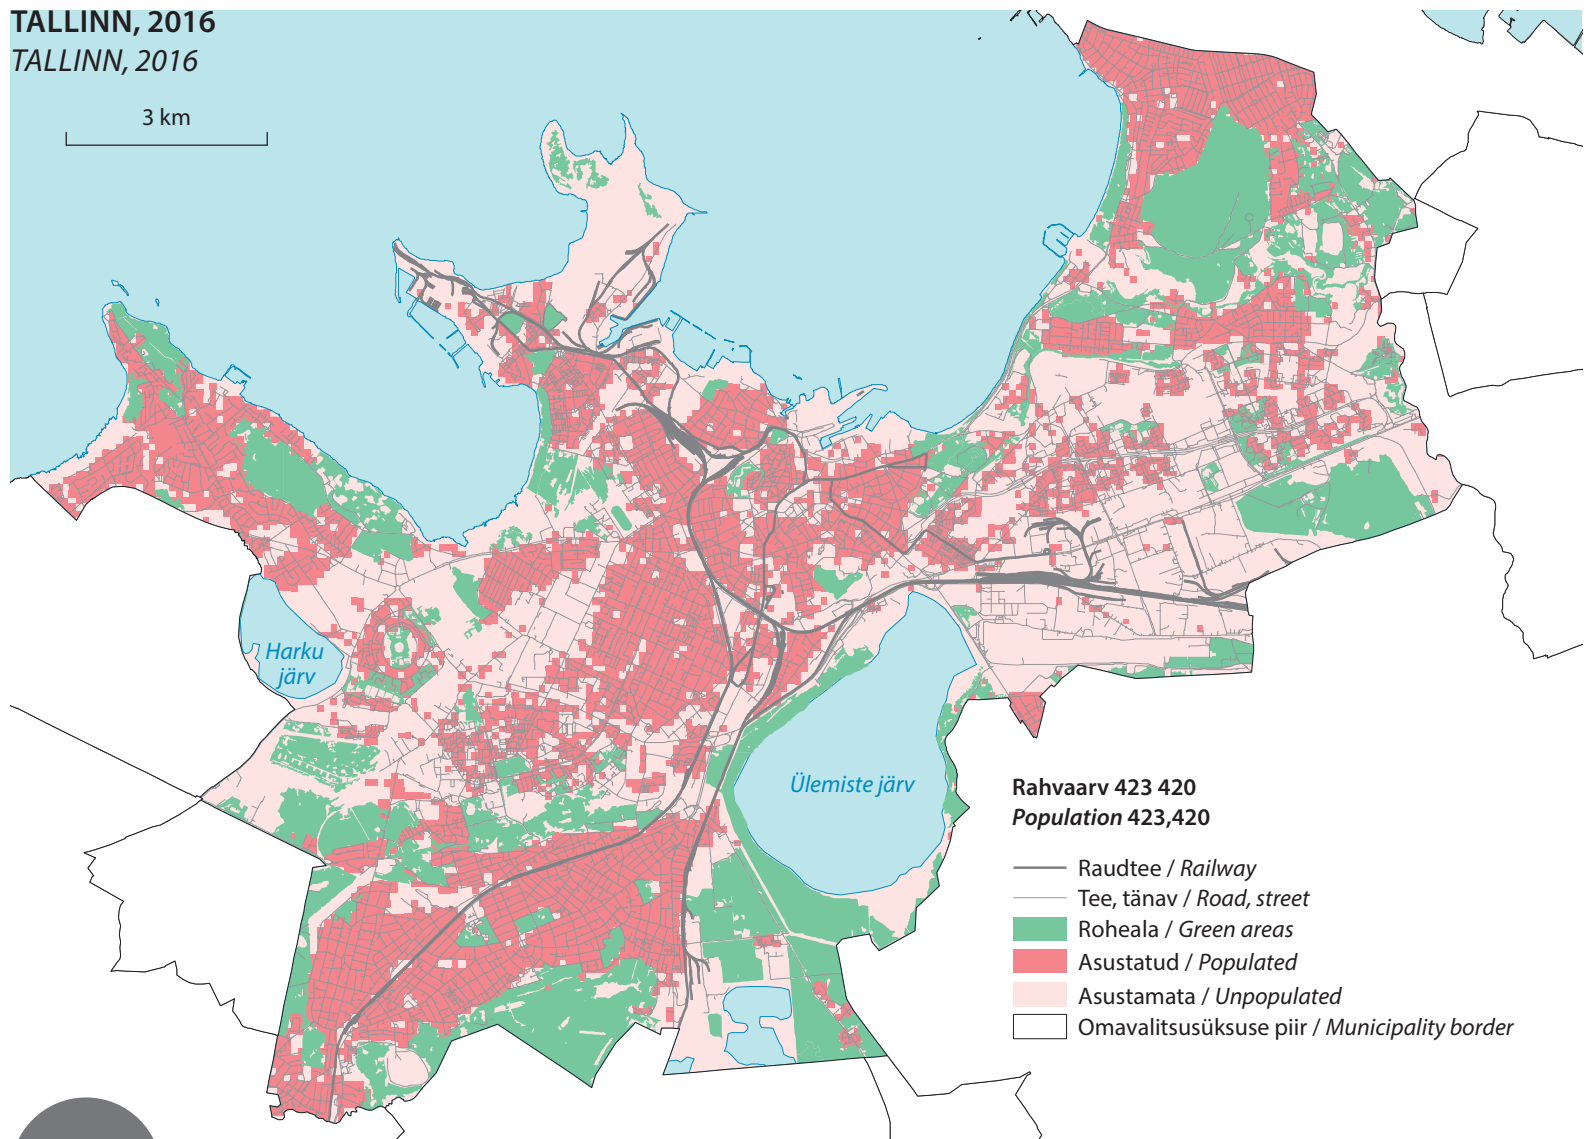 TALLINN, 2016
TALLINN, 2016
3 km
Harku
järv
Ülemiste järv
Rahvaarv 423 420
Population 423,420
Raudtee / Railway
Tee, tänav / Road, street
Roheala / Green areas
Asustatud / Populated
Asustamata / Unpopulated
Omavalitsusüksuse piir / Municipality border